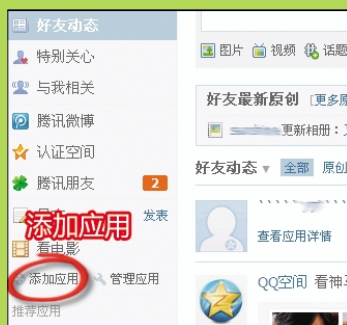 好友动态
特别关心
与我相关
腾讯微博
认证空间
腾讯朋友 2
发表
添加应用
看电影
添加应用 管理应用
推荐应用
图片 视频 话题
好友最新原创 [更多原
更新相册：
好友动态 全部 原创
查看应用详情
QQ空间 看神马